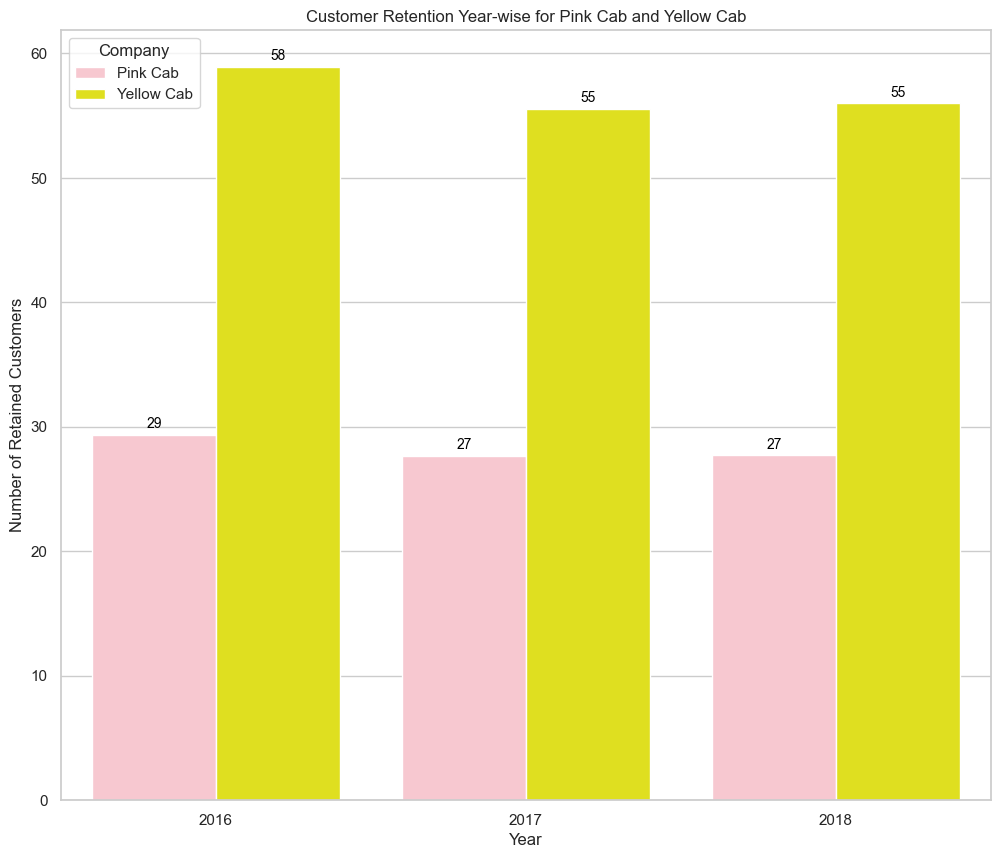 Customer Retention Year-wise for Pink Cab and Yellow Cab
Company
Pink Cab
Yellow Cab
Number of Retained Customers
60
50
40
30
20
10
0
29
58
27
55
27
55
2016
2017
2018
Year